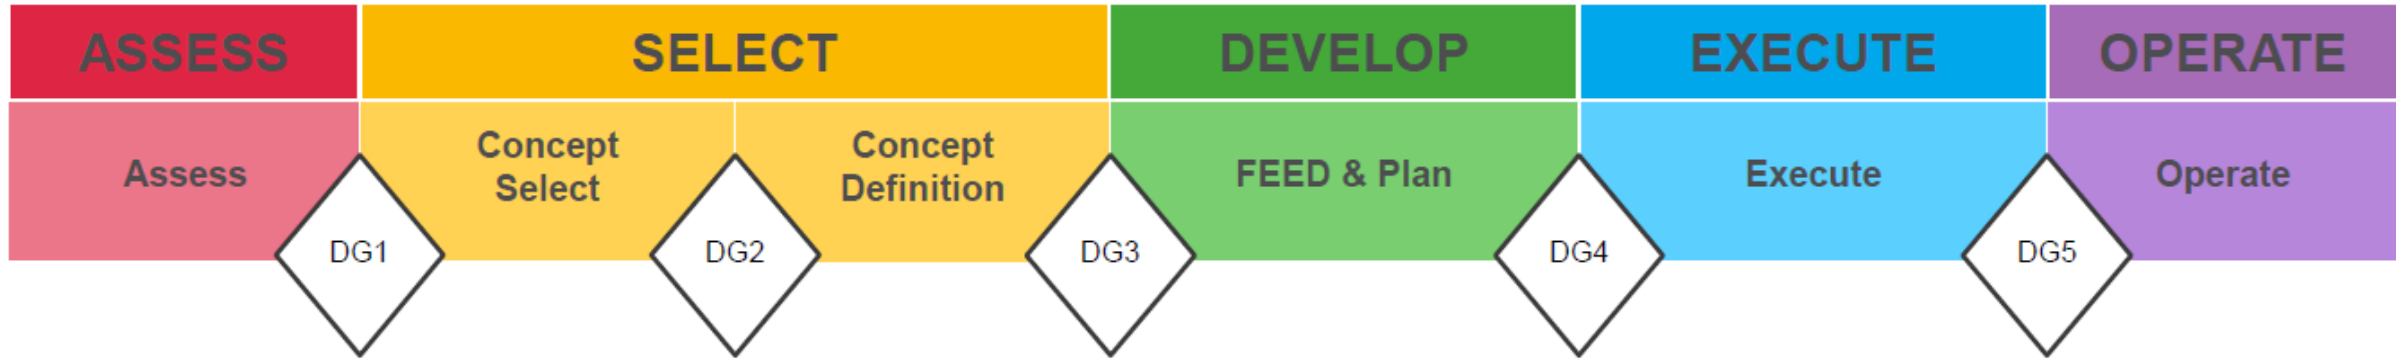 ASSESS
SELECT
DEVELOP
EXECUTE
OPERATE
Assess
Concept
Select
Concept
Definition
FEED & Plan
Execute
Operate
DG1
DG2
DG3
DG4
DG5